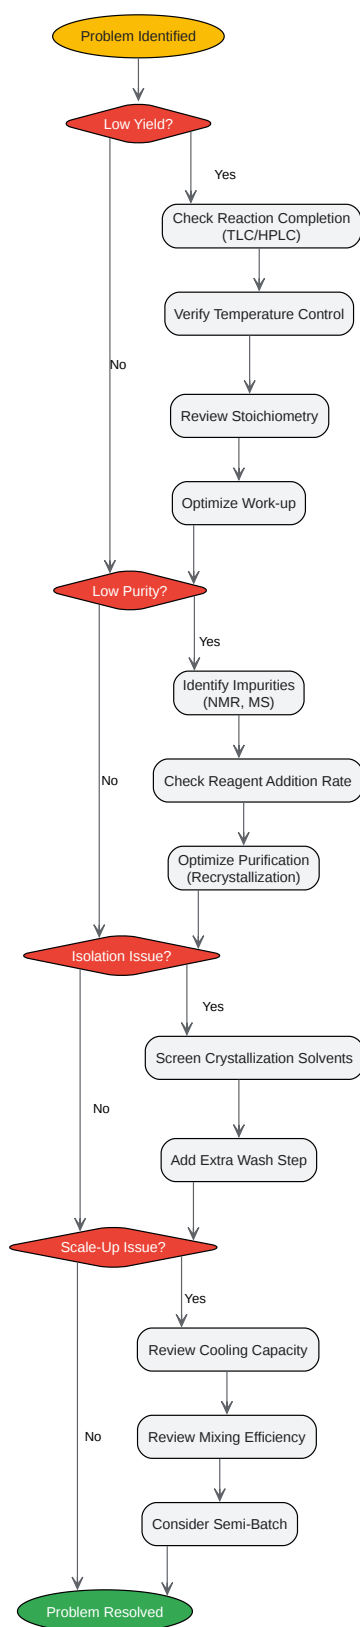 Problem Identified
Low Yield?
Yes
Check Reaction Completion
(TLC/HPLC)
Verify Temperature Control
No
Review Stoichiometry
Optimize Work-up
Low Purity?
Yes
Identify Impurities
(NMR, MS)
No
Check Reagent Addition Rate
Optimize Purification
(Recrystallization)
Isolation Issue?
Yes
Screen Crystallization Solvents
No
Add Extra Wash Step
Scale-Up Issue?
Yes
Review Cooling Capacity
No
Review Mixing Efficiency
Consider Semi-Batch
Problem Resolved